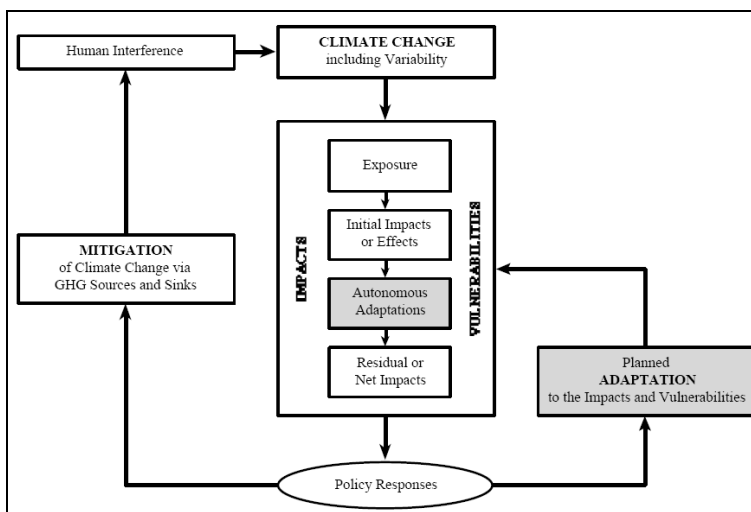 Human Interference
CLIMATE CHANGE
including Variability
Exposure
Initial Impacts
or Effects
IMPACTS
VULNERABILITIES
MITIGATION
of Climate Change via
GHG Sources and Sinks
Autonomous
Adaptations
Residual or
Net Impacts
Planned
ADAPTATION
to the Impacts and Vulnerabilities
Policy Responses